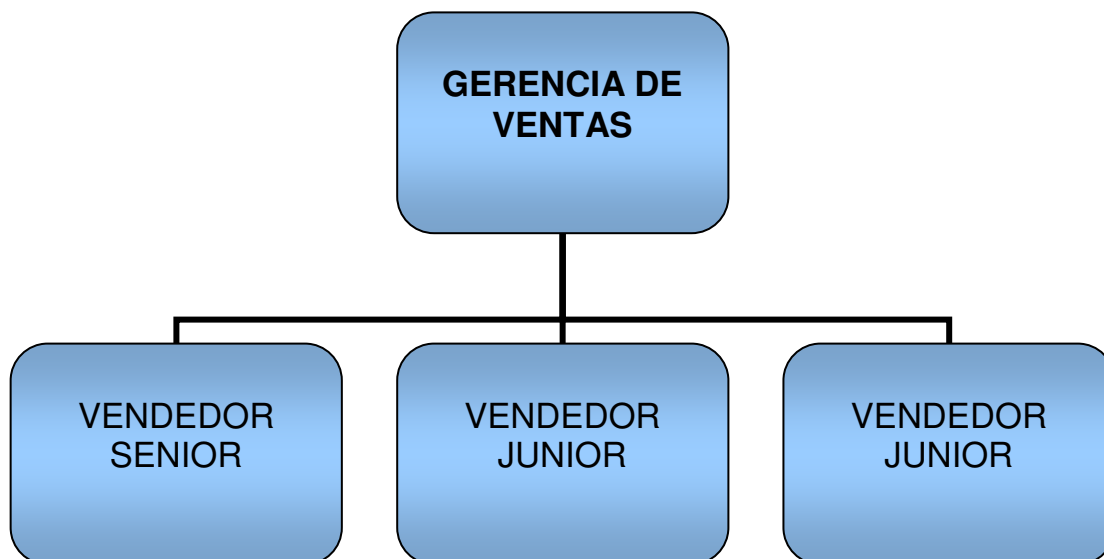 GERENCIA DE
VENTAS
VENDEDOR
SENIOR
VENDEDOR
JUNIOR
VENDEDOR
JUNIOR